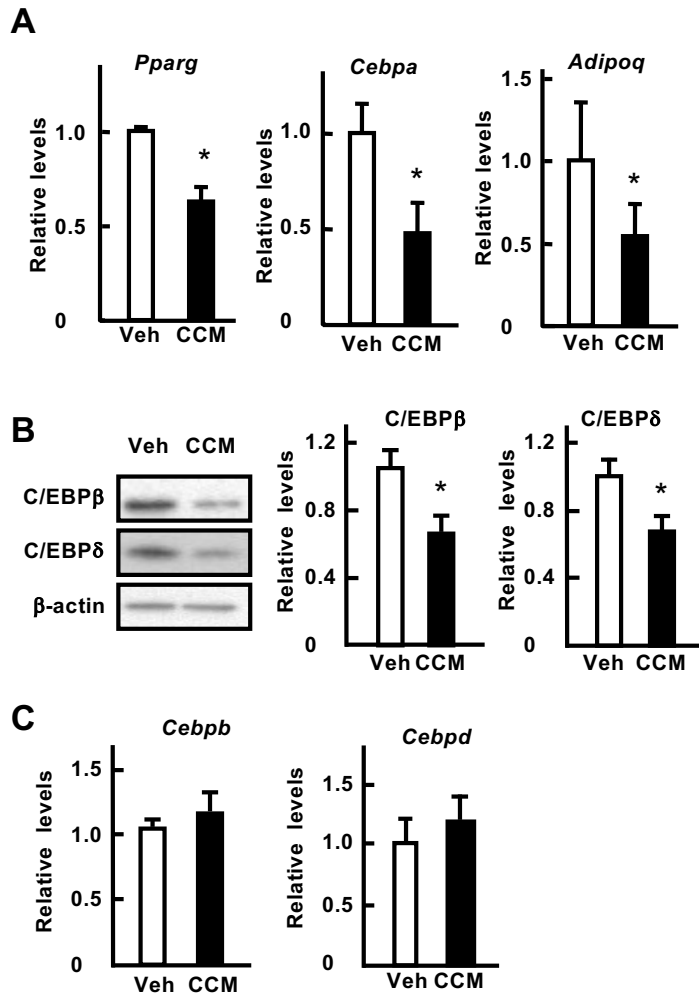 A
Pparg
Relative levels
1.0
0.5
0
*
Veh CCM
Cebpa
Relative levels
1.0
0.5
0
*
Veh CCM
Adipoq
Relative levels
1.5
1.0
0.5
0
*
Veh CCM
B
Veh CCM
C/EBPβ
C/EBPδ
β-actin
C/EBPβ
Relative levels
1.2
0.8
0.4
0
*
Veh CCM
C/EBPδ
Relative levels
1.2
0.8
0.4
0
*
Veh CCM
C
Cebpb
Relative levels
1.5
1.0
0.5
Veh CCM
Cebpd
Relative levels
1.5
1.0
0.5
0
Veh CCM